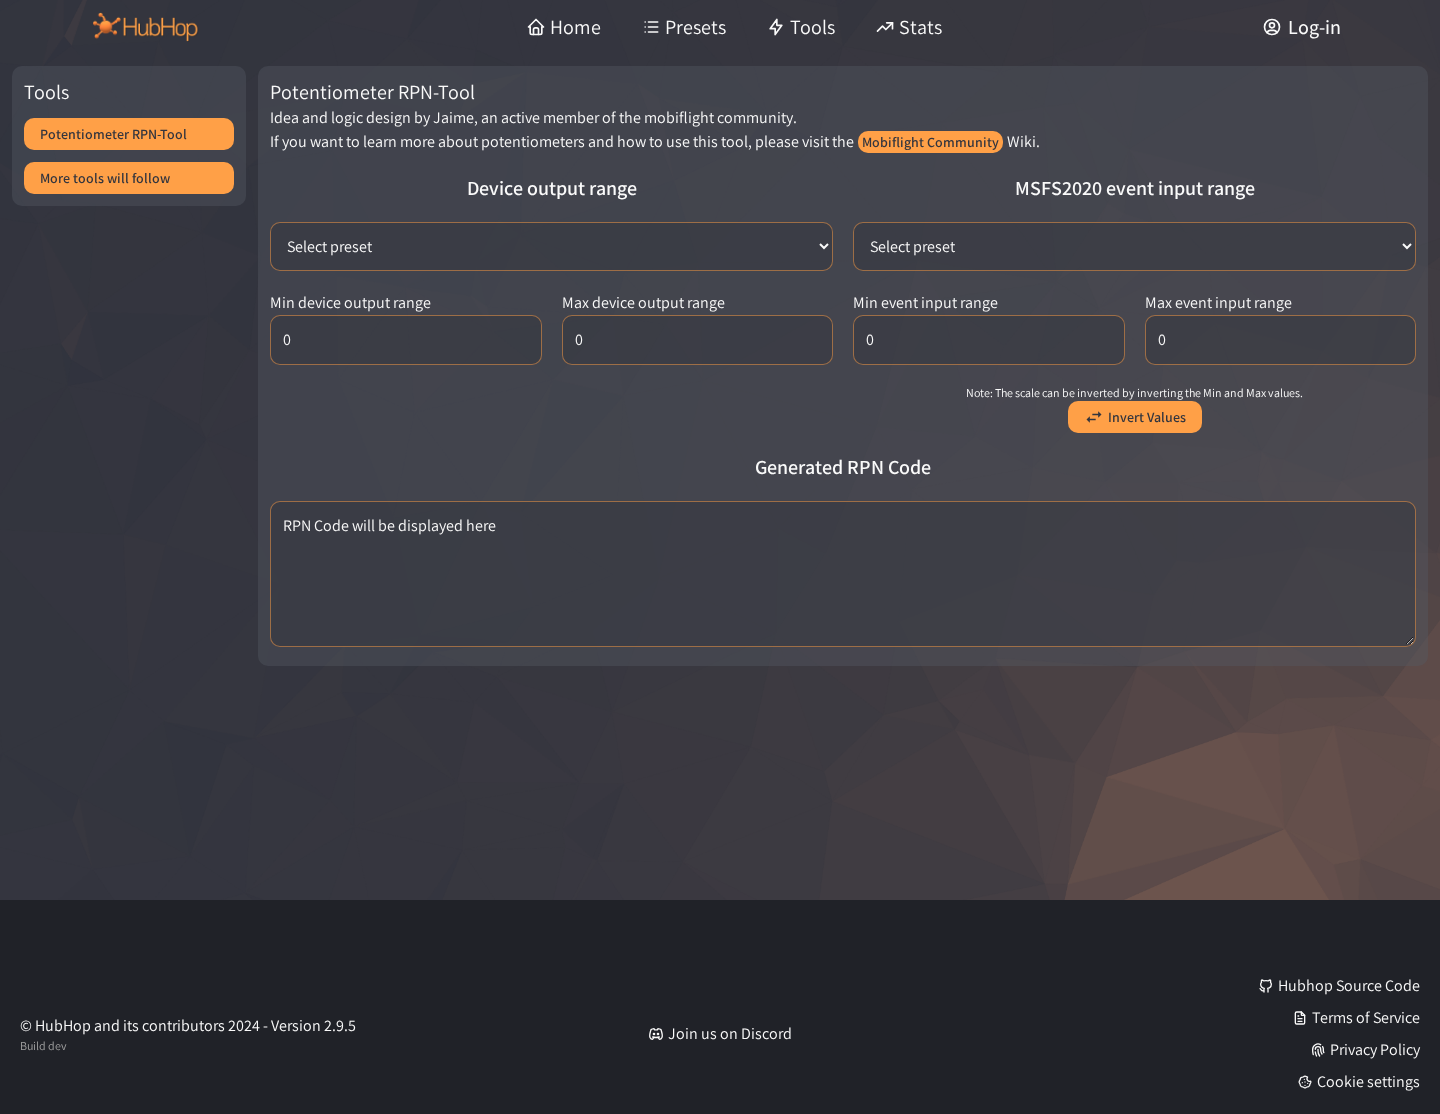 HubHop
Home
Presets
Tools
Stats
Log-in
Tools
Potentiometer RPN-Tool
More tools will follow
Potentiometer RPN-Tool
Idea and logic design by Jaime, an active member of the mobiflight community.
If you want to learn more about potentiometers and how to use this tool, please visit the Mobiflight Community Wiki.
Device output range
MSFS2020 event input range
Select preset
Select preset
Min device output range
Max device output range
Min event input range
Max event input range
0
0
0
0
Note: The scale can be inverted by inverting the Min and Max values.
Invert Values
Generated RPN Code
RPN Code will be displayed here
© HubHop and its contributors 2024 - Version 2.9.5
Build dev
Join us on Discord
Hubhop Source Code
Terms of Service
Privacy Policy
Cookie settings